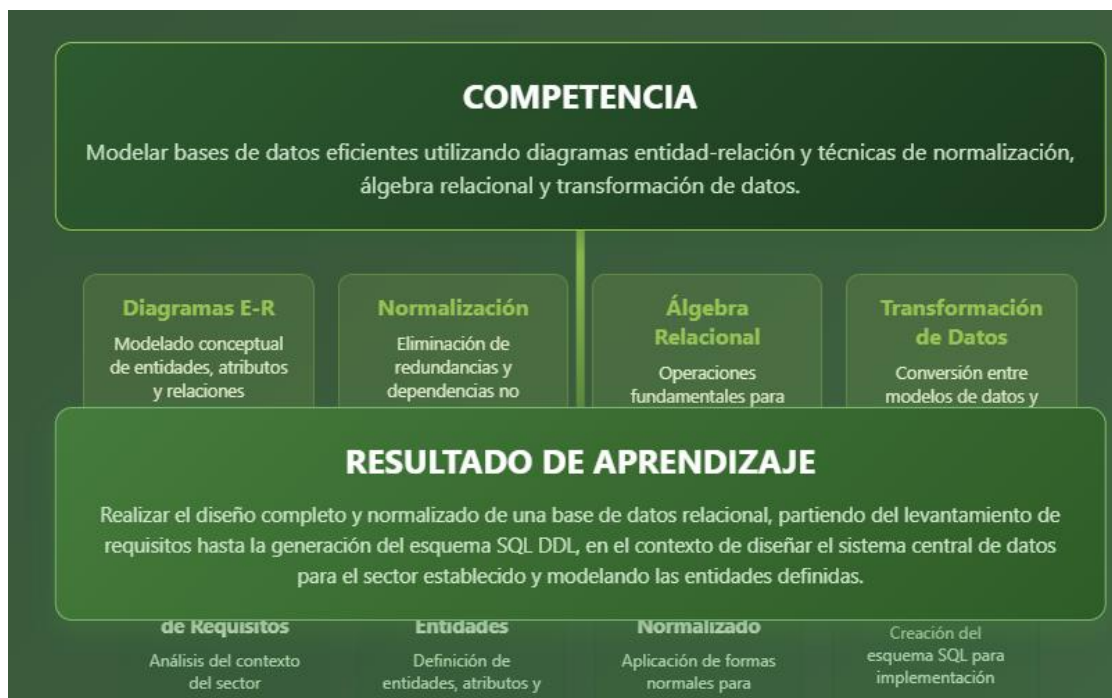 COMPETENCIA
Modelar bases de datos eficientes utilizando diagramas entidad-relación y técnicas de normalización,
álgebra relacional y transformación de datos.
Diagramas E-R
Modelado conceptual
de entidades, atributos
y relaciones
Normalización
Eliminación de
redundancias y
dependencias no
Álgebra
Relacional
Operaciones
fundamentales para
Transformación
de Datos
Conversión entre
modelos de datos y
RESULTADO DE APRENDIZAJE
Realizar el diseño completo y normalizado de una base de datos relacional, partiendo del levantamiento de
requisitos hasta la generación del esquema SQL DDL, en el contexto de diseñar el sistema central de datos
para el sector establecido y modelando las entidades definidas.
de Requisitos
Análisis del contexto
del sector
Entidades
Definición de
entidades, atributos y
Normalizado
Aplicación de formas
normales para
Creación del
esquema SQL para
implementación